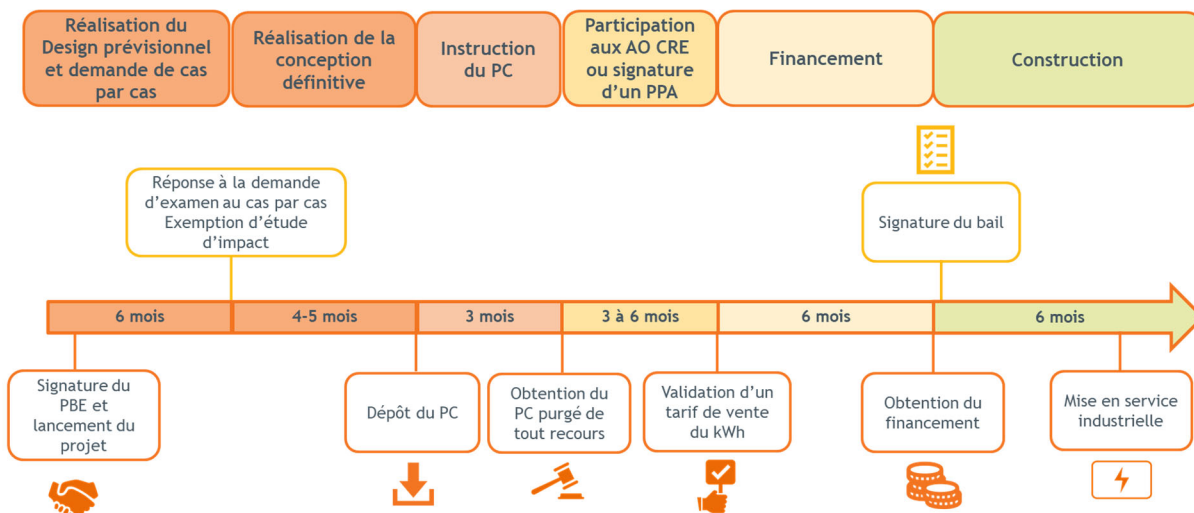 Réalisation du
Design prévisionnel
et demande de cas
par cas
Réalisation de la
conception
définitive
Instruction
du PC
Participation
aux AO CRE
ou signature
d'un PPA
Financement
Construction
Réponse à la demande
d'examen au cas par cas
Exemption d'étude
d'impact
Signature du bail
6 mois
4-5 mois
3 mois
3 à 6 mois
6 mois
6 mois
Signature du
PBE et
lancement du
projet
Dépôt du PC
Obtention du
PC purgé de
tout recours
Validation d'un
tarif de vente
du kWh
Obtention du
financement
Mise en service
industrielle